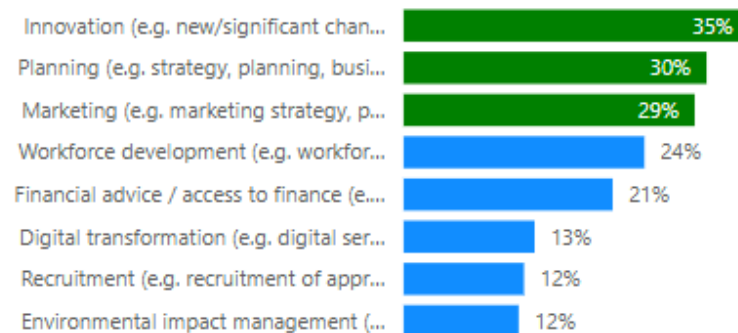 Innovation (e.g. new/significant chan... 35%
Planning (e.g. strategy, planning, busi... 30%
Marketing (e.g. marketing strategy, p... 29%
Workforce development (e.g. workfor... 24%
Financial advice / access to finance (e.... 21%
Digital transformation (e.g. digital ser... 13%
Recruitment (e.g. recruitment of appr... 12%
Environmental impact management (... 12%